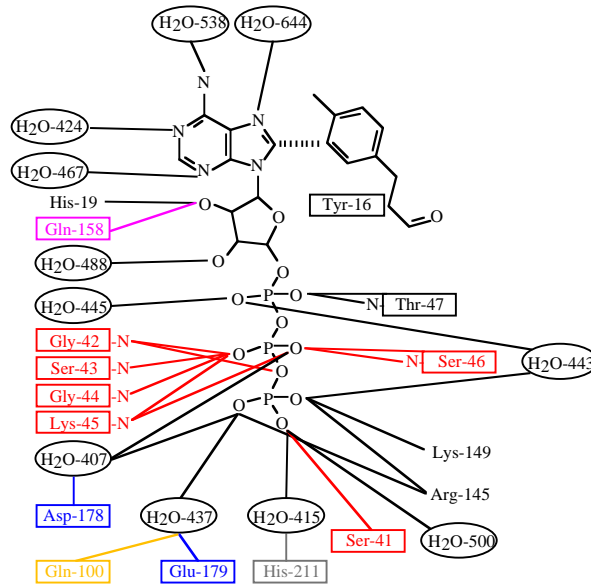 H2O-538 H2O-644
N
H2O-424 N N
H2O-467 N N
His-19 O O Tyr-16 O
Gln-158
H2O-488 O
O
H2O-445 O P O N- Thr-47
O
Gly-42 -N O P O Ser-46
Ser-43 -N N- H2O-443
Gly-44 -N O
Lys-45 -N O P O
O
H2O-407 Lys-149
Arg-145
Asp-178 H2O-437 H2O-415 Ser-41 H2O-500
Gln-100 Glu-179 His-211